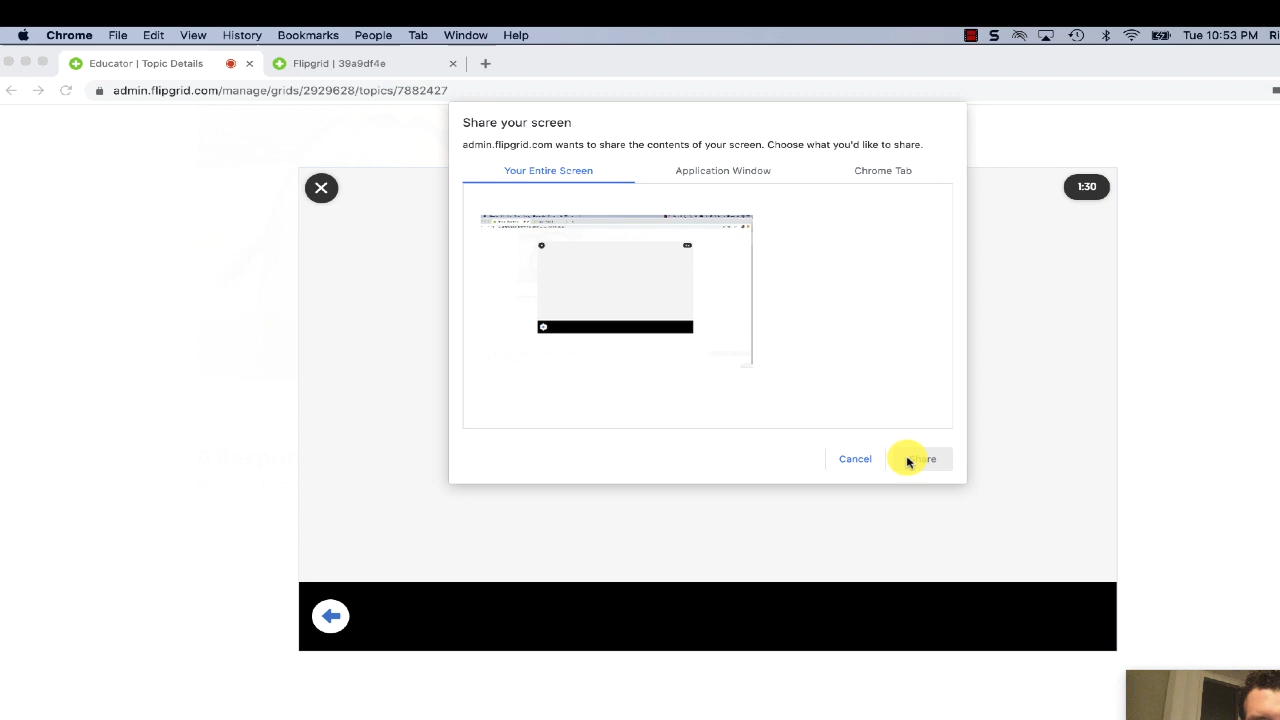 Chrome File Edit View History Bookmarks People Tab Window Help Tue 10:53 PM
Educator | Topic Details Flipgrid | 39a9df4e
admin.flipgrid.com/manage/grids/2929628/topics/7882427
Share your screen
admin.flipgrid.com wants to share the contents of your screen. Choose what you'd like to share.
Your Entire Screen Application Window Chrome Tab
1:30
Cancel Share